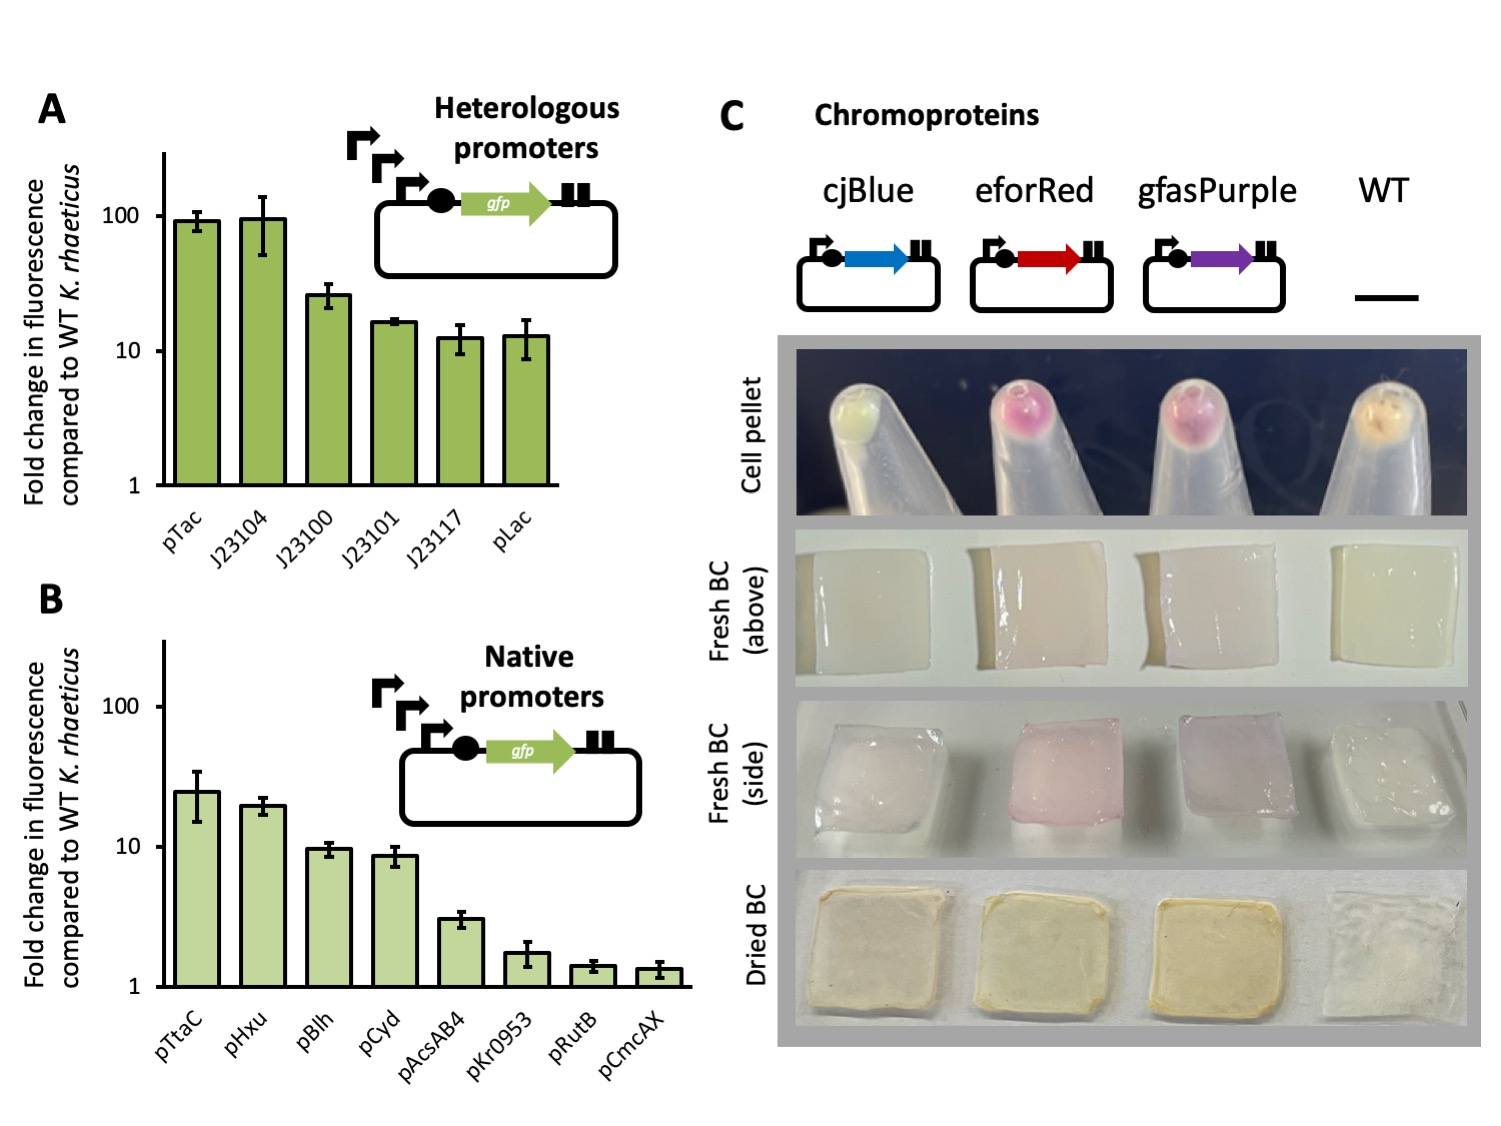 A
Heterologous
promoters
gfp
Fold change in fluorescence
compared to WT K. rhaeticus
100
10
1
pTac
J23104
J23100
J23101
J23117
pLac
B
Native
promoters
gfp
Fold change in fluorescence
compared to WT K. rhaeticus
100
10
1
pTtaC
pHxu
pBlh
pCyd
pAcsAB4
pKr0953
pRutB
pCmcAX
C
Chromoproteins
cjBlue
eforRed
gfasPurple
WT
Cell pellet
Fresh BC
(above)
Fresh BC
(side)
Dried BC